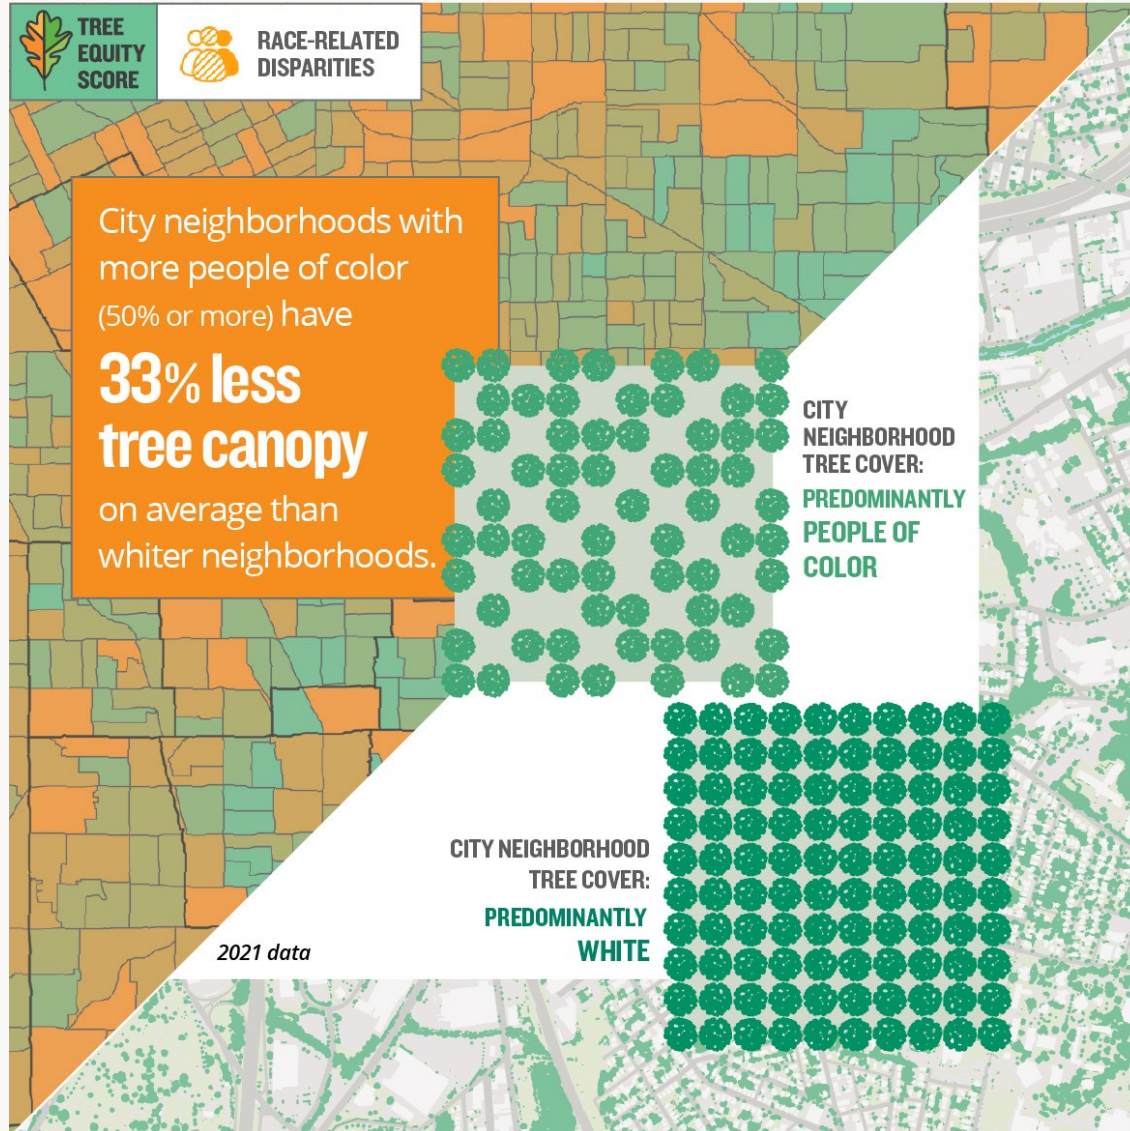 TREE
EQUITY
SCORE
RACE-RELATED
DISPARITIES
City neighborhoods with
more people of color
(50% or more) have
33% less
tree canopy
on average than
whiter neighborhoods.
CITY
NEIGHBORHOOD
TREE COVER:
PREDOMINANTLY
PEOPLE OF
COLOR
CITY NEIGHBORHOOD
TREE COVER:
PREDOMINANTLY
WHITE
2021 data